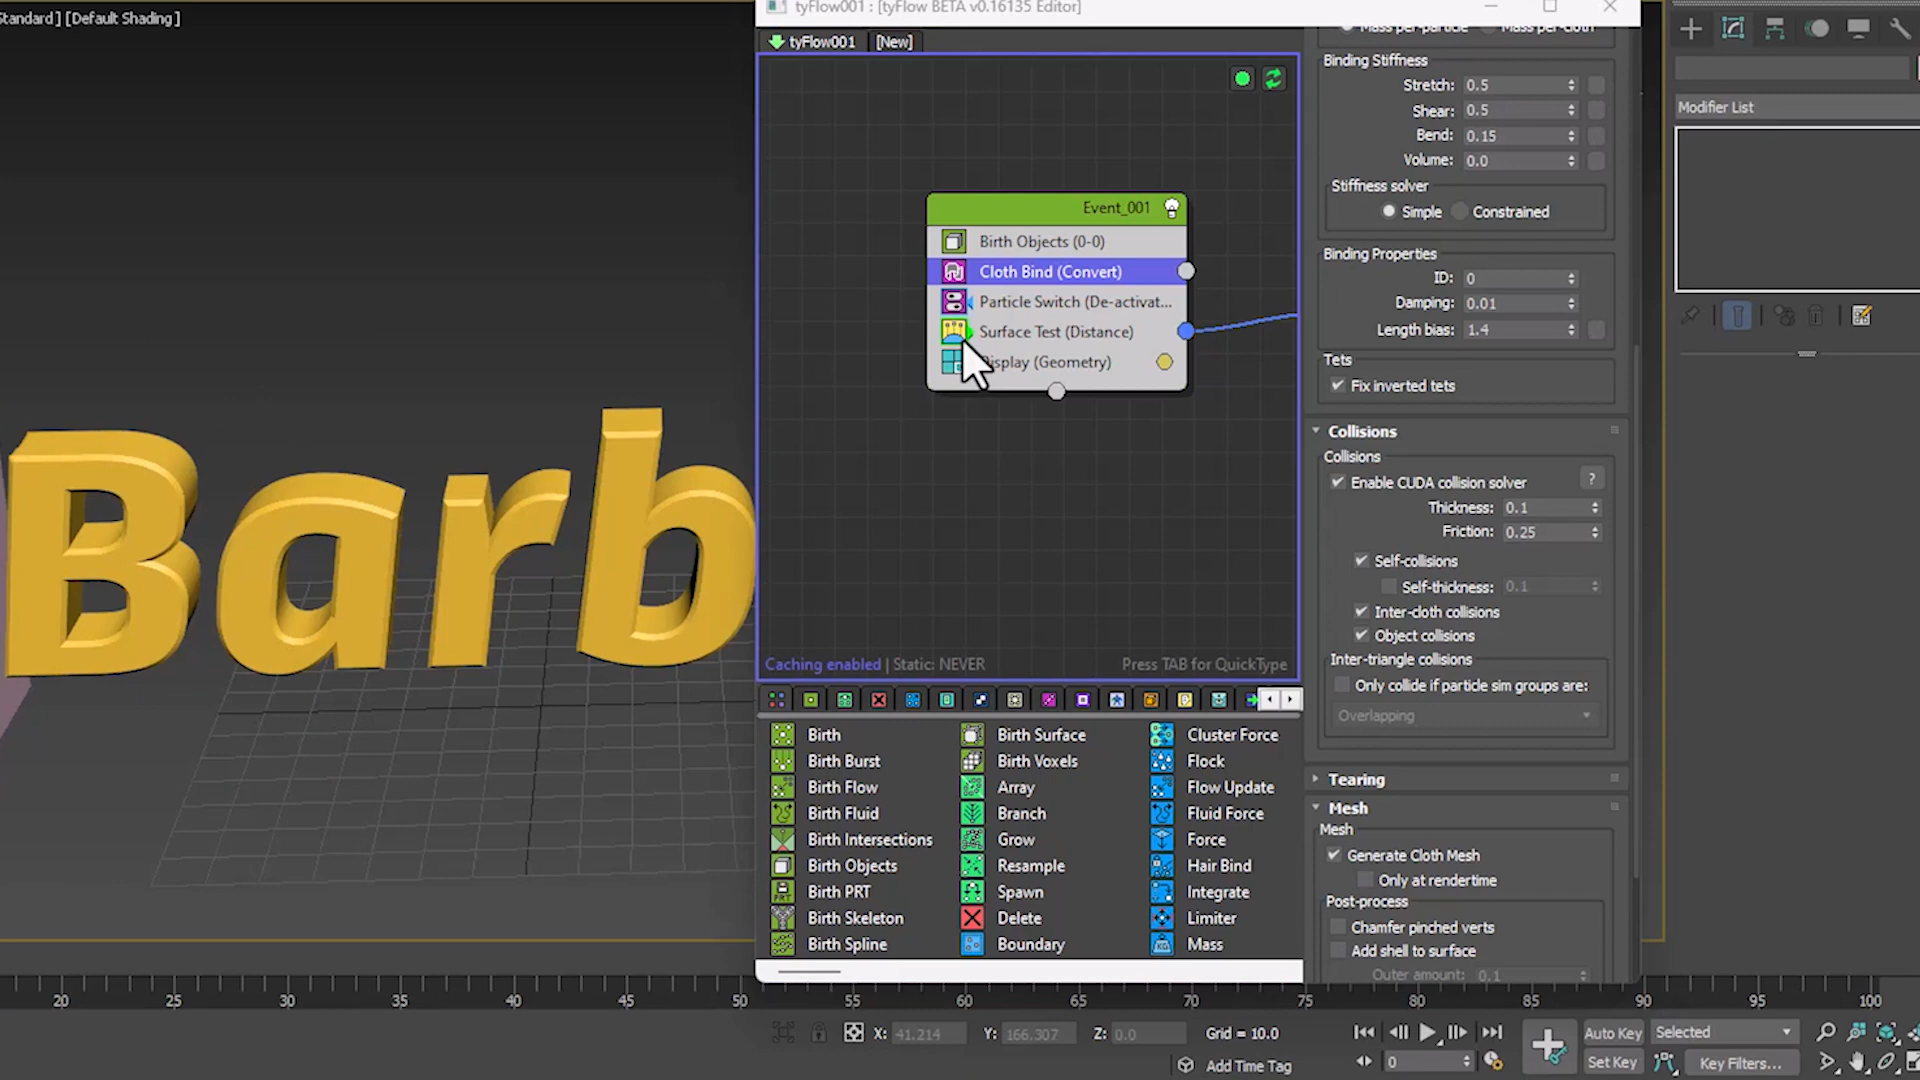 Standard ] [Default Shading ]
tyFlow001 : [tyFlow BETA v0.16135 Editor]
tyFlow001
[New]
Event_001
Birth Objects (0-0)
Cloth Bind (Convert)
Particle Switch (De-activat...
Surface Test (Distance)
Display (Geometry)
Barb
Caching enabled | Static: NEVER
Press TAB for QuickType
Birth
Birth Burst
Birth Flow
Birth Fluid
Birth Intersections
Birth Objects
Birth PRT
Birth Skeleton
Birth Spline
Birth Surface
Birth Voxels
Array
Branch
Grow
Resample
Spawn
Delete
Boundary
Cluster Force
Flock
Flow Update
Fluid Force
Force
Hair Bind
Integrate
Limiter
Mass
Mass per-particle
Mass per-cloth
Binding Stiffness
Stretch: 0.5
Shear: 0.5
Bend: 0.15
Volume: 0.0
Stiffness solver
Simple
Constrained
Binding Properties
ID: 0
Damping: 0.01
Length bias: 1.4
Tets
Fix inverted tets
Collisions
Collisions
Enable CUDA collision solver
?
Thickness: 0.1
Friction: 0.25
Self-collisions
Self-thickness: 0.1
Inter-cloth collisions
Object collisions
Inter-triangle collisions
Only collide if particle sim groups are:
Overlapping
Tearing
Mesh
Mesh
Generate Cloth Mesh
Only at rendertime
Post-process
Chamfer pinched verts
Add shell to surface
Outer amount: 0.1
Modifier List
20 25 30 35 40 45 50 55 60 65 70 75 80 85 90 95 100
X: 41.214
Y: 166.307
Z: 0.0
Grid = 10.0
Add Time Tag
0
Auto Key
Selected
Set Key
Key Filters...